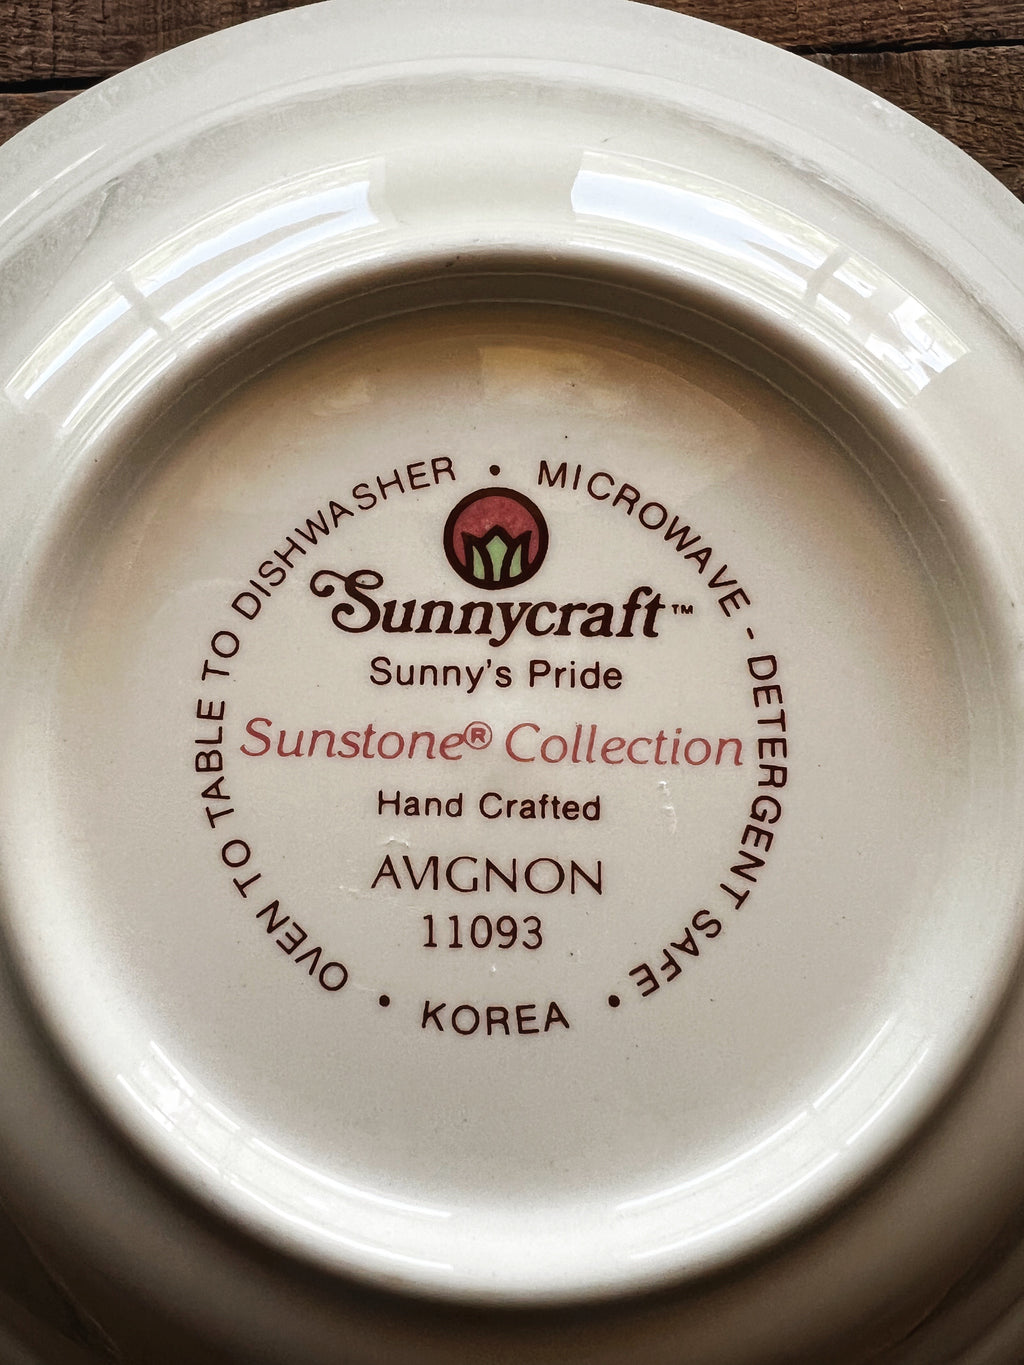 OVEN TO TABLE TO DISHWASHER • MICROWAVE - DETERGENT SAFE •
Sunnycraft™
Sunny's Pride
Sunstone® Collection
Hand Crafted
AVIGNON
11093
• KOREA